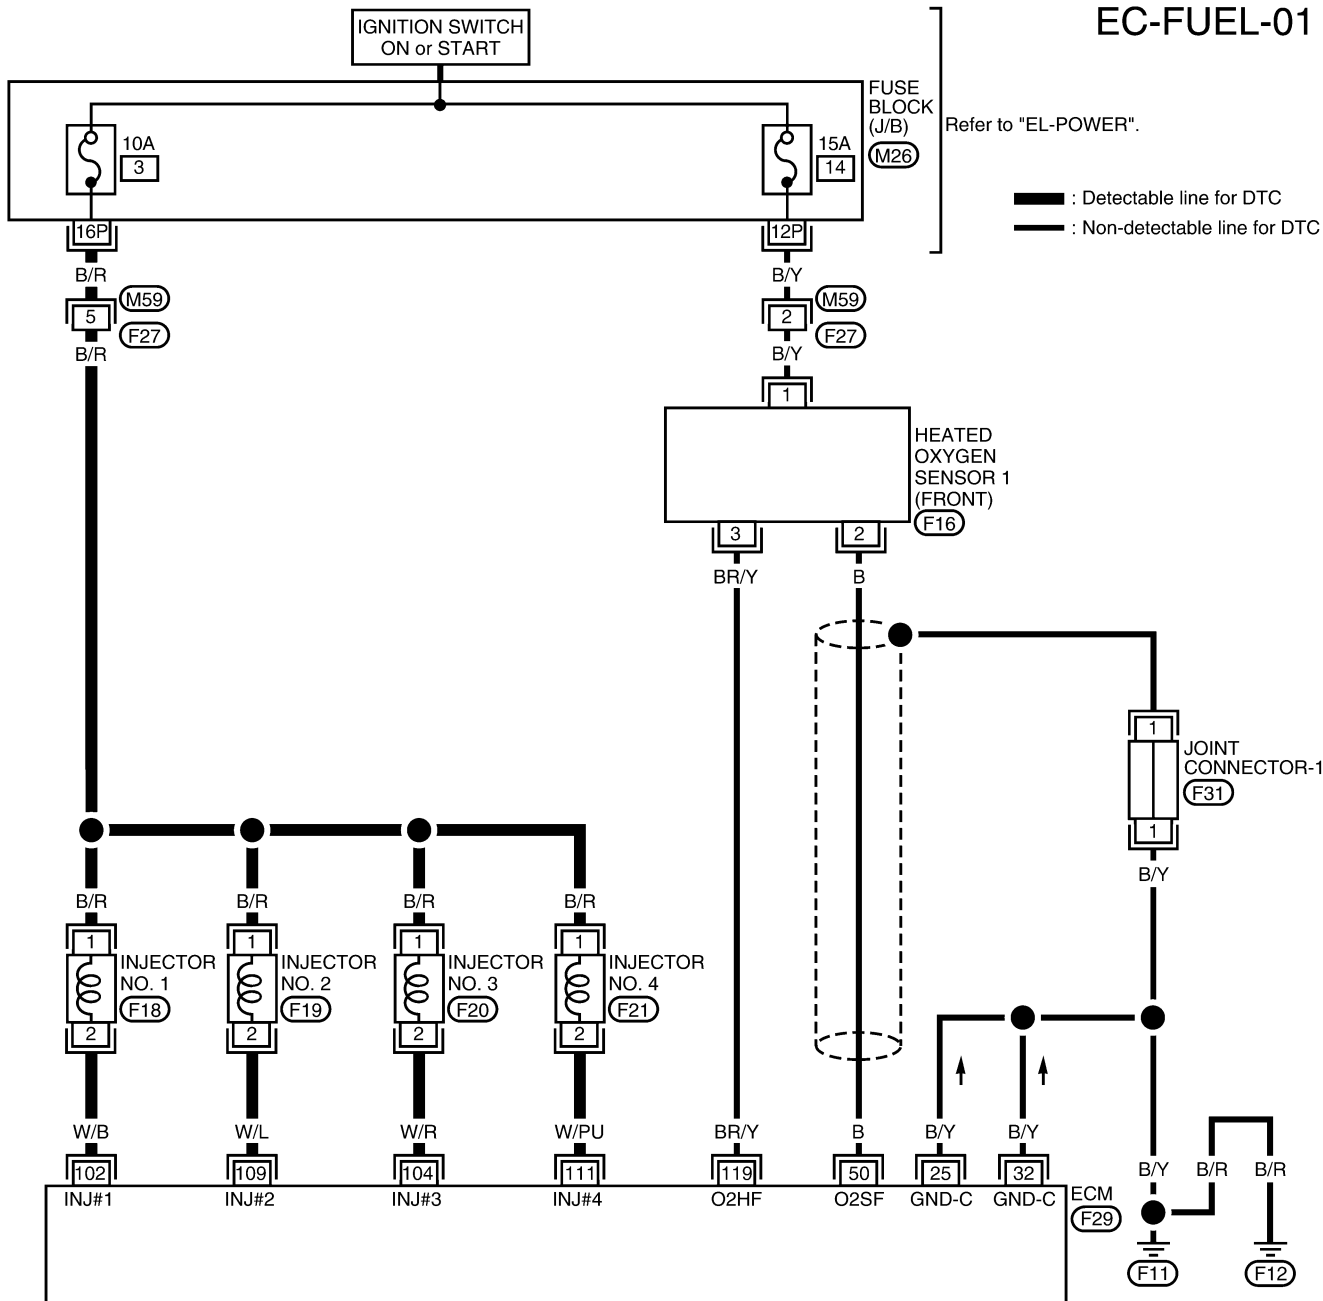 EC-FUEL-01
IGNITION SWITCH
ON or START
FUSE
BLOCK
(J/B)
M26
Refer to "EL-POWER".
10A
3
15A
14
: Detectable line for DTC
: Non-detectable line for DTC
16P
12P
B/R
B/Y
5
M59
F27
2
M59
F27
B/R
B/Y
1
HEATED
OXYGEN
SENSOR 1
(FRONT)
F16
3
2
BR/Y
B
1
JOINT
CONNECTOR-1
F31
1
B/Y
B/R
B/R
B/R
B/R
1
1
1
1
INJECTOR
NO. 1
F18
INJECTOR
NO. 2
F19
INJECTOR
NO. 3
F20
INJECTOR
NO. 4
F21
2
2
2
2
W/B
W/L
W/R
W/PU
BR/Y
B
B/Y
B/Y
B/Y
B/R
B/R
102
109
104
111
119
50
25
32
INJ#1
INJ#2
INJ#3
INJ#4
O2HF
O2SF
GND-C
GND-C
ECM
F29
F11
F12